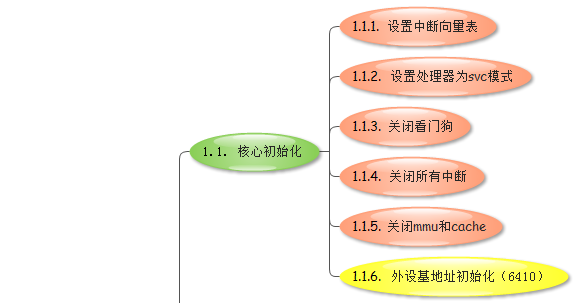 1.1.1. 设置中断向量表
1.1.2. 设置处理器为svc模式
1.1.3. 关闭看门狗
1.1. 核心初始化
1.1.4. 关闭所有中断
1.1.5. 关闭mmu和cache
1.1.6. 外设基地址初始化（6410）